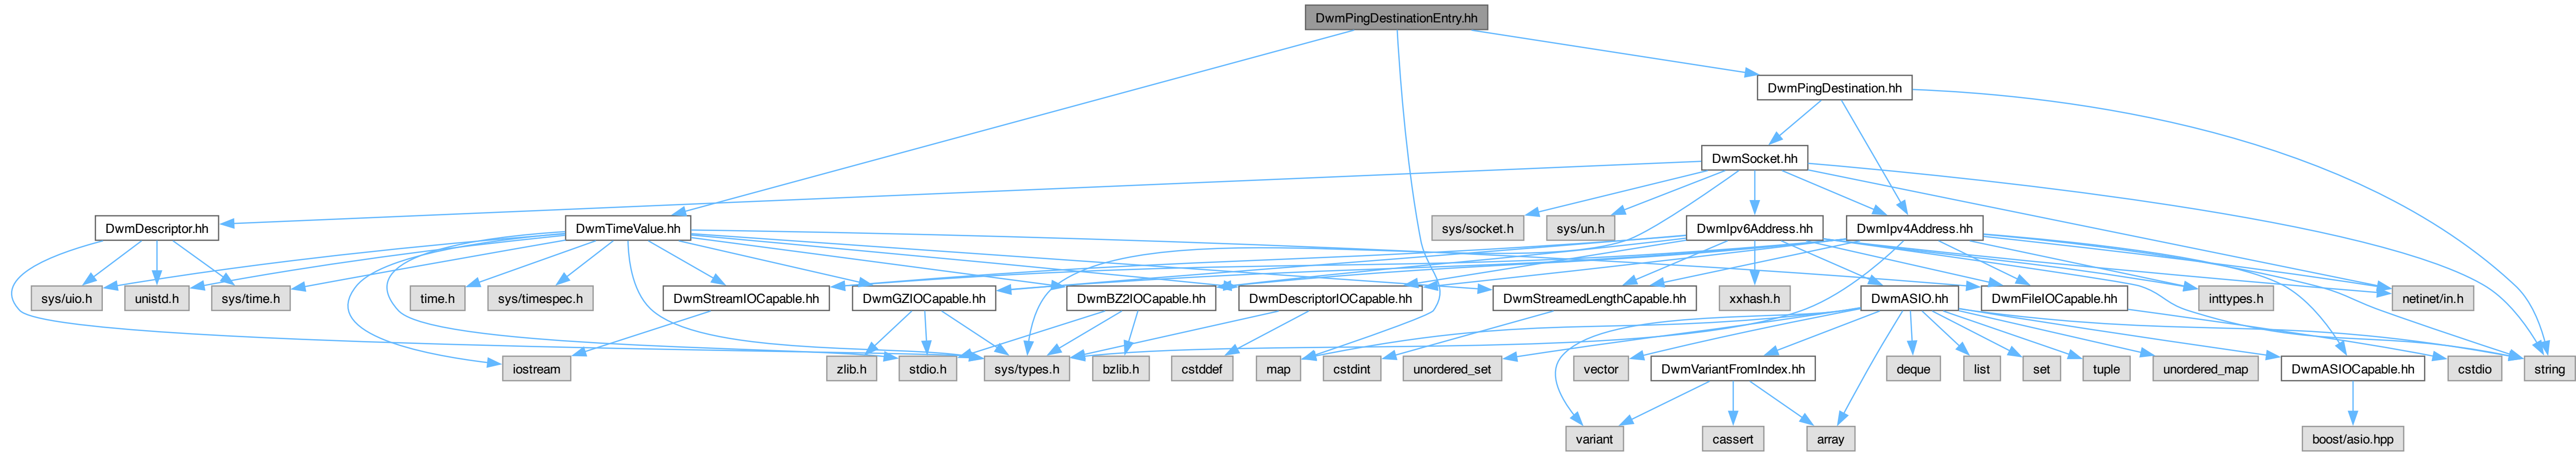 DwmPingDestinationEntry.hh
DwmPingDestination.hh
DwmSocket.hh
DwmDescriptor.hh
DwmTimeValue.hh
sys/socket.h
sys/un.h
DwmIpv6Address.hh
DwmIpv4Address.hh
sys/uio.h
unistd.h
sys/time.h
time.h
sys/timespec.h
DwmStreamIOCapable.hh
DwmGZIOCapable.hh
DwmBZ2IOCapable.hh
DwmDescriptorIOCapable.hh
DwmStreamedLengthCapable.hh
xxhash.h
DwmASIO.hh
DwmFileIOCapable.hh
inttypes.h
netinet/in.h
iostream
zlib.h
stdio.h
sys/types.h
bzlib.h
cstddef
map
cstdint
unordered_set
vector
DwmVariantFromIndex.hh
deque
list
set
tuple
unordered_map
DwmASIOCapable.hh
cstdio
string
variant
cassert
array
boost/asio.hpp